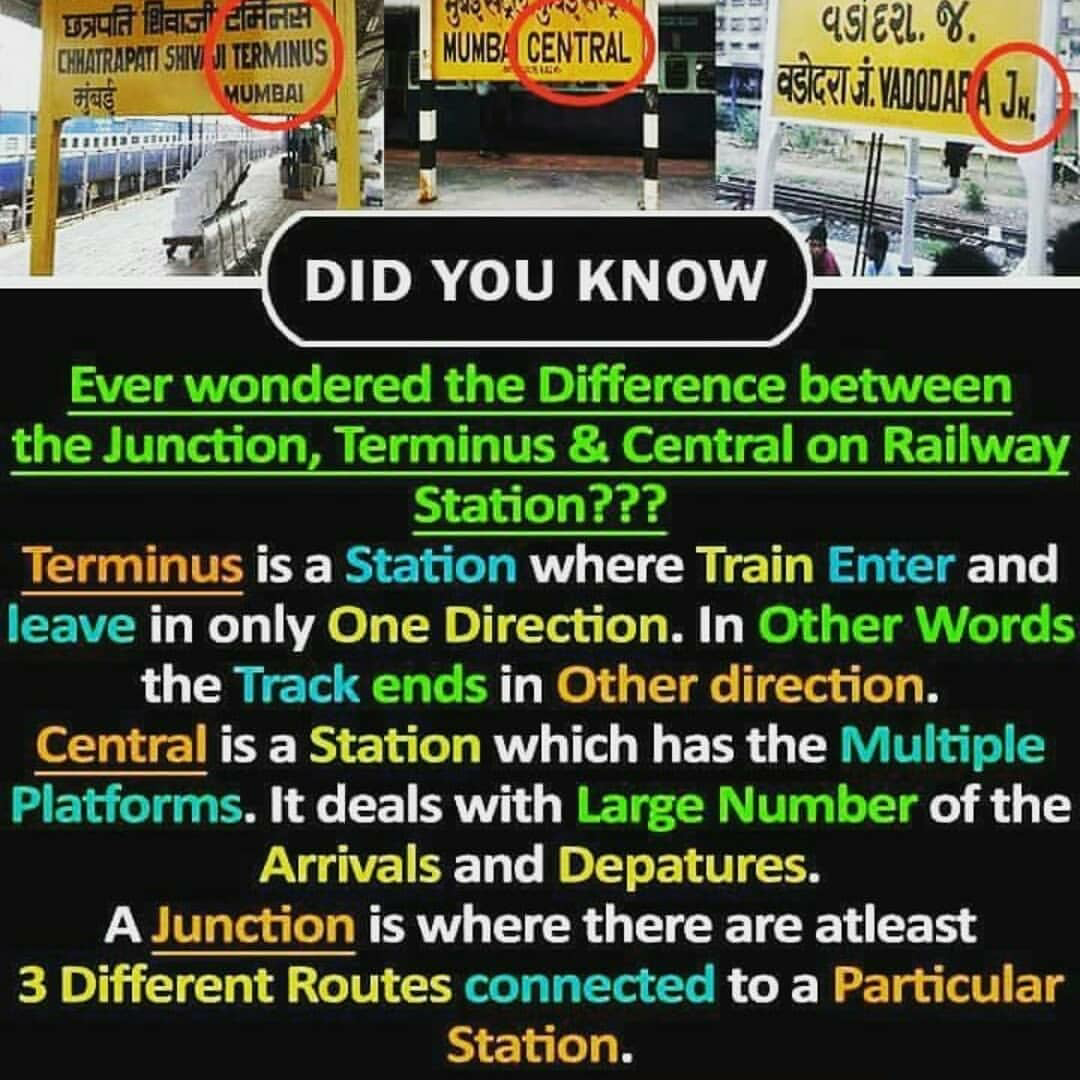 छत्रपति शिवाजी टर्मिनस
CHHATRAPATI SHIVAJI TERMINUS
मुंबई MUMBAI
MUMBAI CENTRAL
વડોદરા. જ.
वडोदरा जं. VADODARA JN.
DID YOU KNOW
Ever wondered the Difference between
the Junction, Terminus & Central on Railway
Station???
Terminus is a Station where Train Enter and
leave in only One Direction. In Other Words
the Track ends in Other direction.
Central is a Station which has the Multiple
Platforms. It deals with Large Number of the
Arrivals and Depatures.
A Junction is where there are atleast
3 Different Routes connected to a Particular
Station.